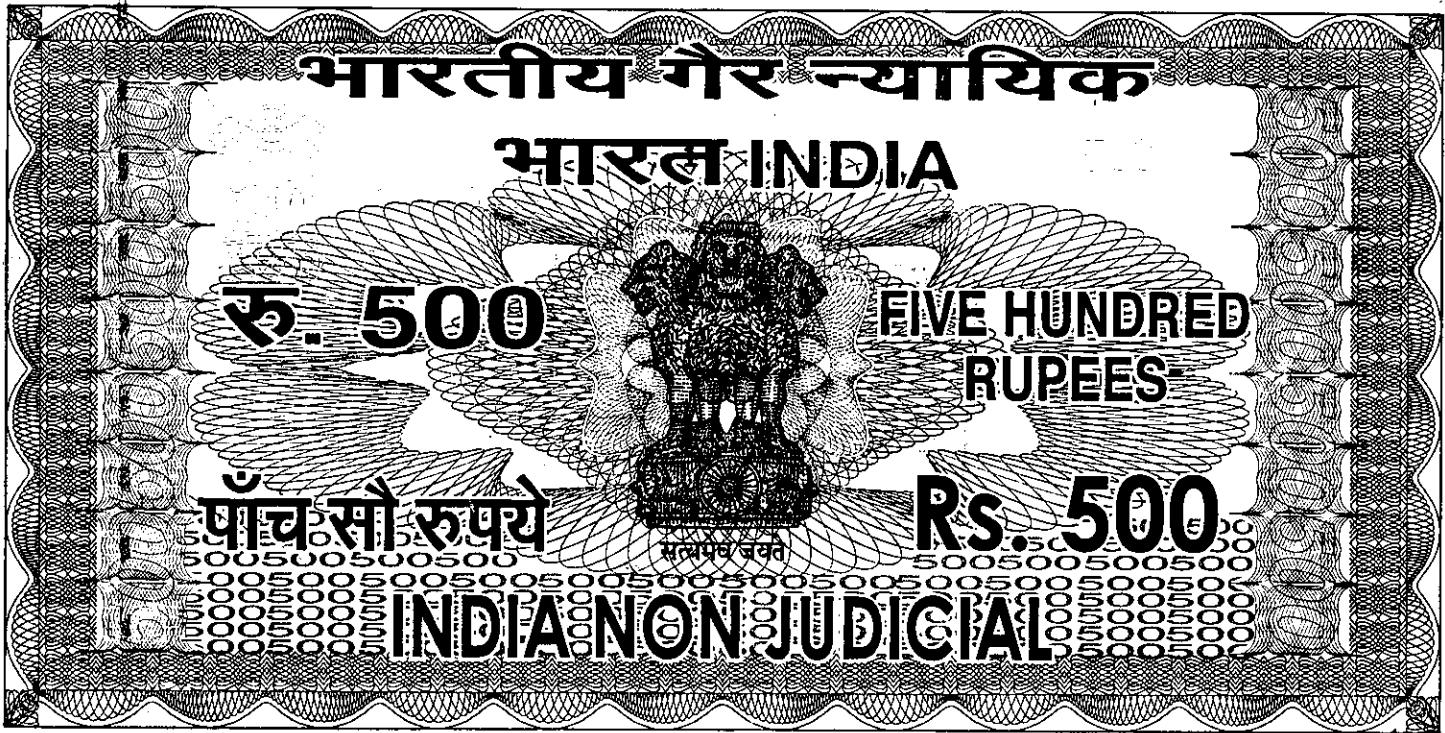 भारतीय गैर न्यायिक
भारत INDIA
रु. 500
FIVE HUNDRED
RUPEES
पाँच सौ रुपये
Rs. 500
सत्यमेव जयते
INDIA NON JUDICIAL